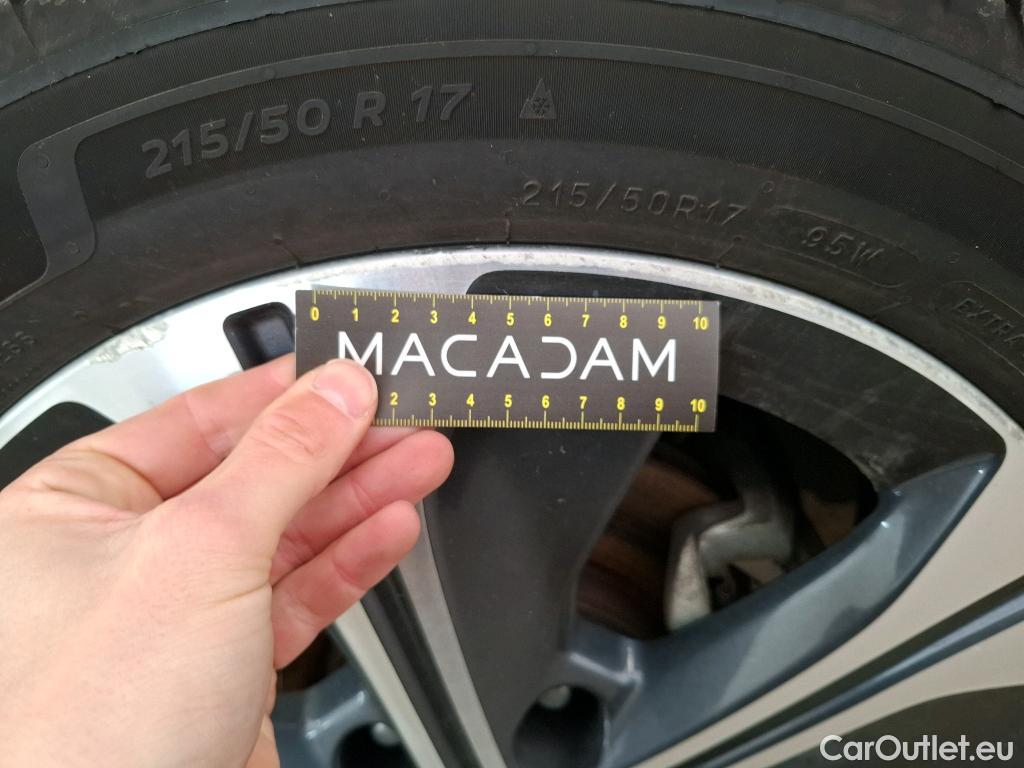 215/50 R 17
215/50R17 95W
EXTRA
0 1 2 3 4 5 6 7 8 9 10
MACADAM
2 3 4 5 6 7 8 9 10
CarOutlet.eu